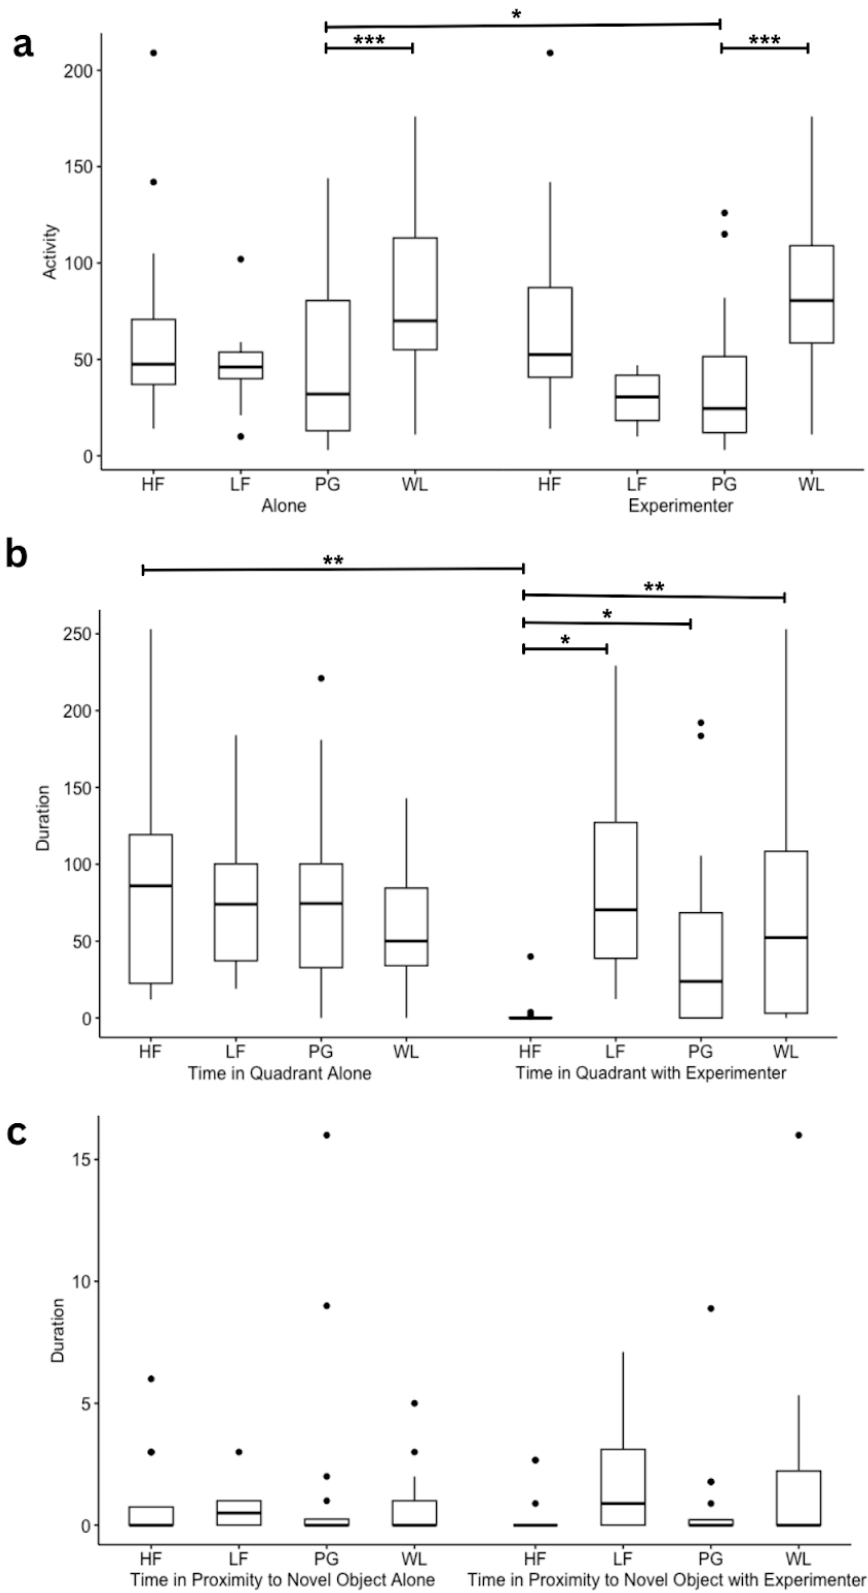 a
*
*** ***
200
150
100
50
0
Activity
HF LF PG WL HF LF PG WL
Alone Experimenter
b
**
**
*
*
250
200
150
100
50
0
Duration
HF LF PG WL HF LF PG WL
Time in Quadrant Alone Time in Quadrant with Experimenter
c
15
10
5
0
Duration
HF LF PG WL HF LF PG WL
Time in Proximity to Novel Object Alone Time in Proximity to Novel Object with Experimenter